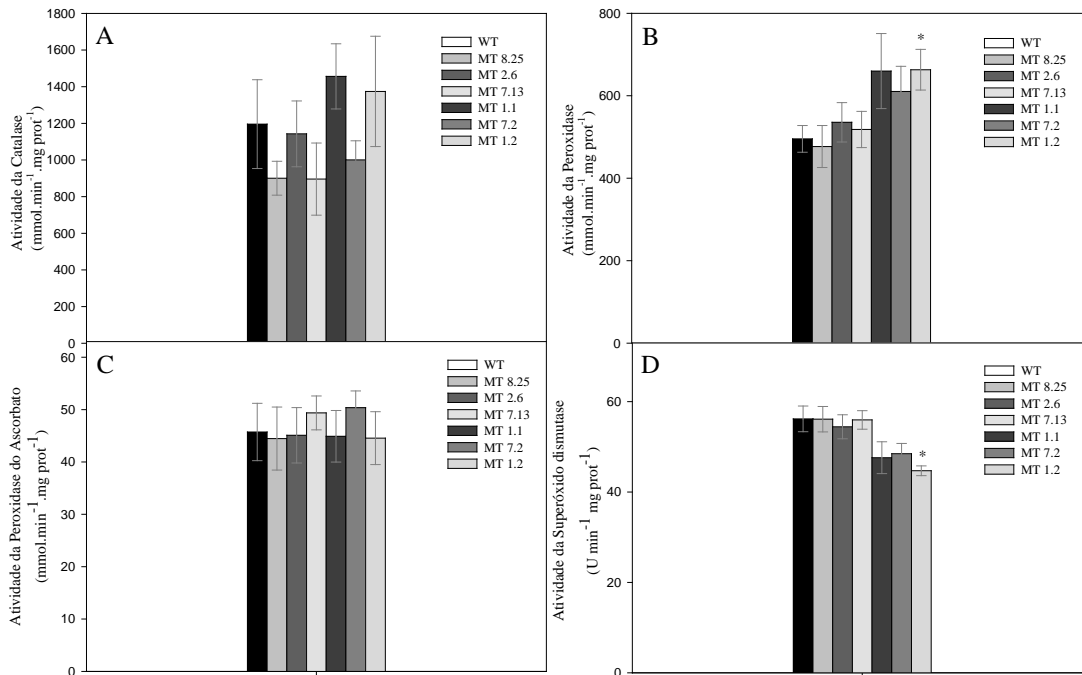 A
Atividade da Catalase
(mmol.min⁻¹.mg prot⁻¹)
1800
1600
1400
1200
1000
800
600
400
200
0
WT
MT 8.25
MT 2.6
MT 7.13
MT 1.1
MT 7.2
MT 1.2
B
Atividade da Peroxidase
(mmol.min⁻¹.mg prot⁻¹)
800
600
400
200
0
*
WT
MT 8.25
MT 2.6
MT 7.13
MT 1.1
MT 7.2
MT 1.2
C
Atividade da Peroxidase do Ascorbato
(mmol.min⁻¹.mg prot⁻¹)
60
50
40
30
20
10
0
WT
MT 8.25
MT 2.6
MT 7.13
MT 1.1
MT 7.2
MT 1.2
D
Atividade da Superóxido dismutase
(U min⁻¹ mg prot⁻¹)
60
40
20
0
*
WT
MT 8.25
MT 2.6
MT 7.13
MT 1.1
MT 7.2
MT 1.2